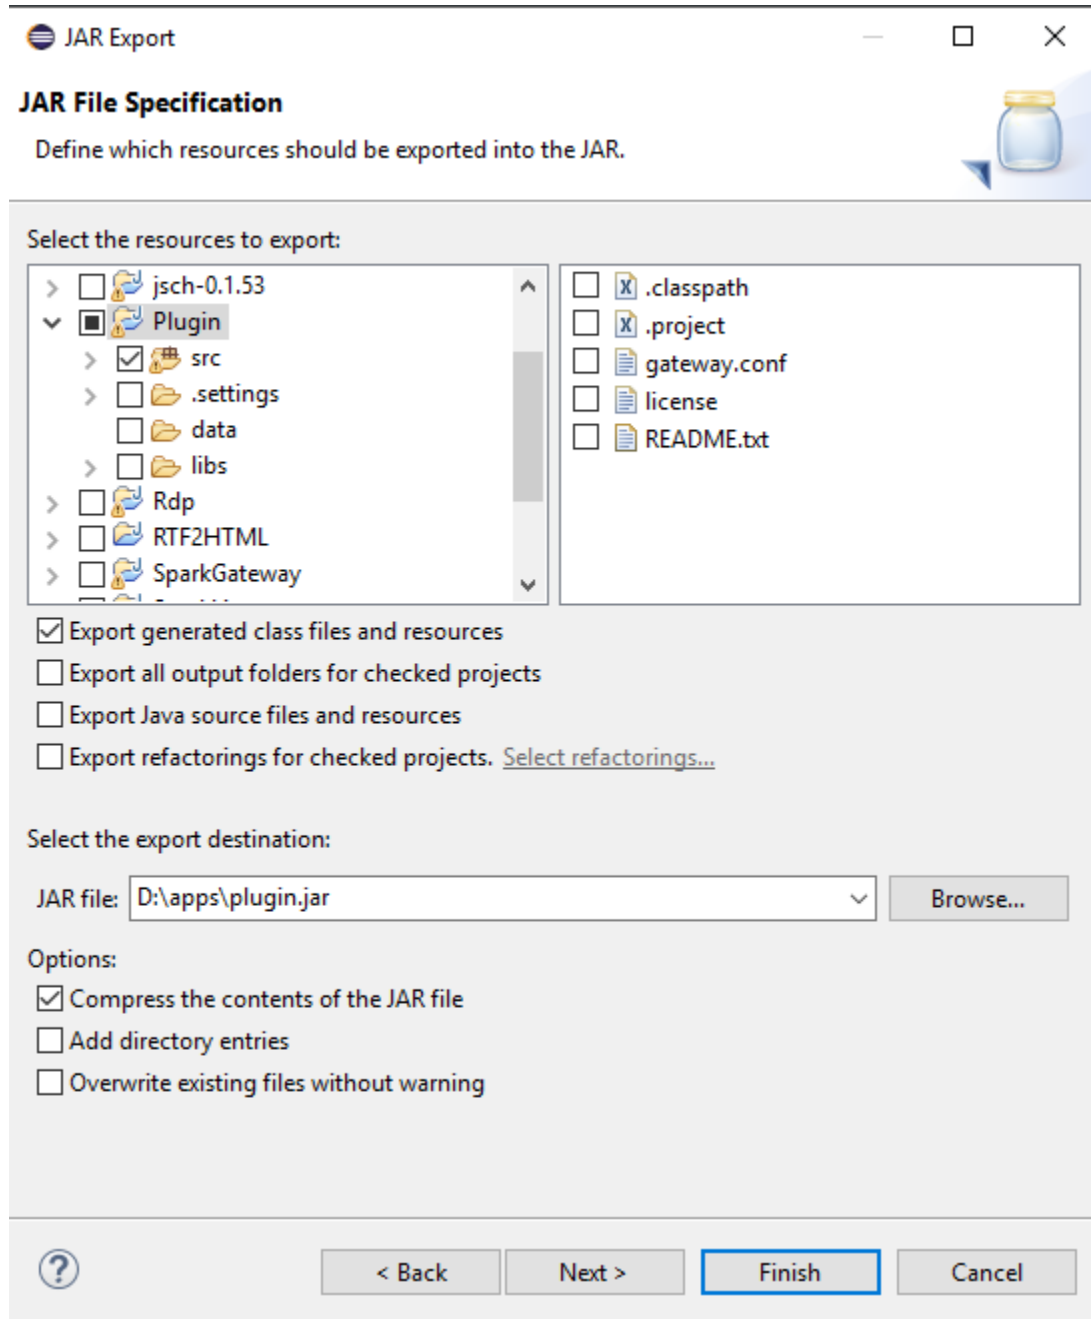 JAR Export
JAR File Specification
Define which resources should be exported into the JAR.
Select the resources to export:
jsch-0.1.53
Plugin
src
.settings
data
libs
Rdp
RTF2HTML
SparkGateway
.classpath
.project
gateway.conf
license
README.txt
Export generated class files and resources
Export all output folders for checked projects
Export Java source files and resources
Export refactorings for checked projects. Select refactorings...
Select the export destination:
JAR file: D:\apps\plugin.jar Browse...
Options:
Compress the contents of the JAR file
Add directory entries
Overwrite existing files without warning
? < Back Next > Finish Cancel